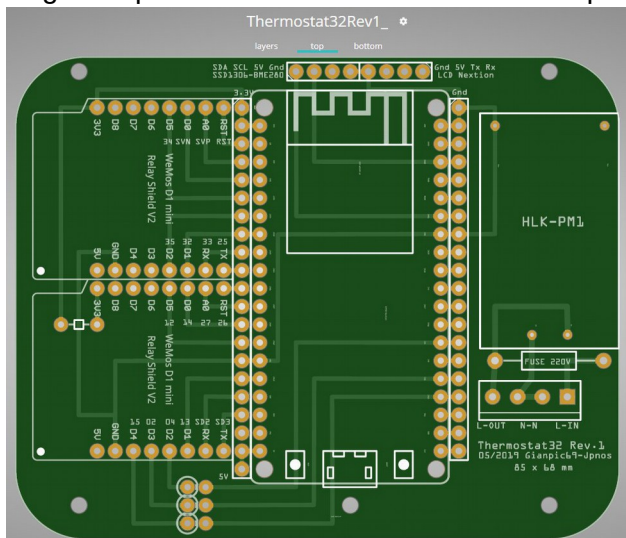 Thermostat32Rev1_
layers top bottom
SDA SCL 5V Gnd
SSD1306-BME280
Gnd 5V Tx Rx
LCD Nextion
3.3V
Gnd
3V3 D8 D7 D6 D5 D0 A0 RST
34 SVN SVP RST
WeMos D1 mini
Relay Shield V2
35 32 33 25
5V GND D4 D3 D2 D1 RX TX
3V3 D8 D7 D6 D5 D0 A0 RST
12 14 27 26
WeMos D1 mini
Relay Shield V2
15 02 04 13 SD2 SD3
5V GND D4 D3 D2 D1 RX TX
5V
HLK-PM1
FUSE 220V
L-OUT N-N L-IN
Thermostat32 Rev.1
05/2019 Gianpic69-Jpnos
85 x 68 mm